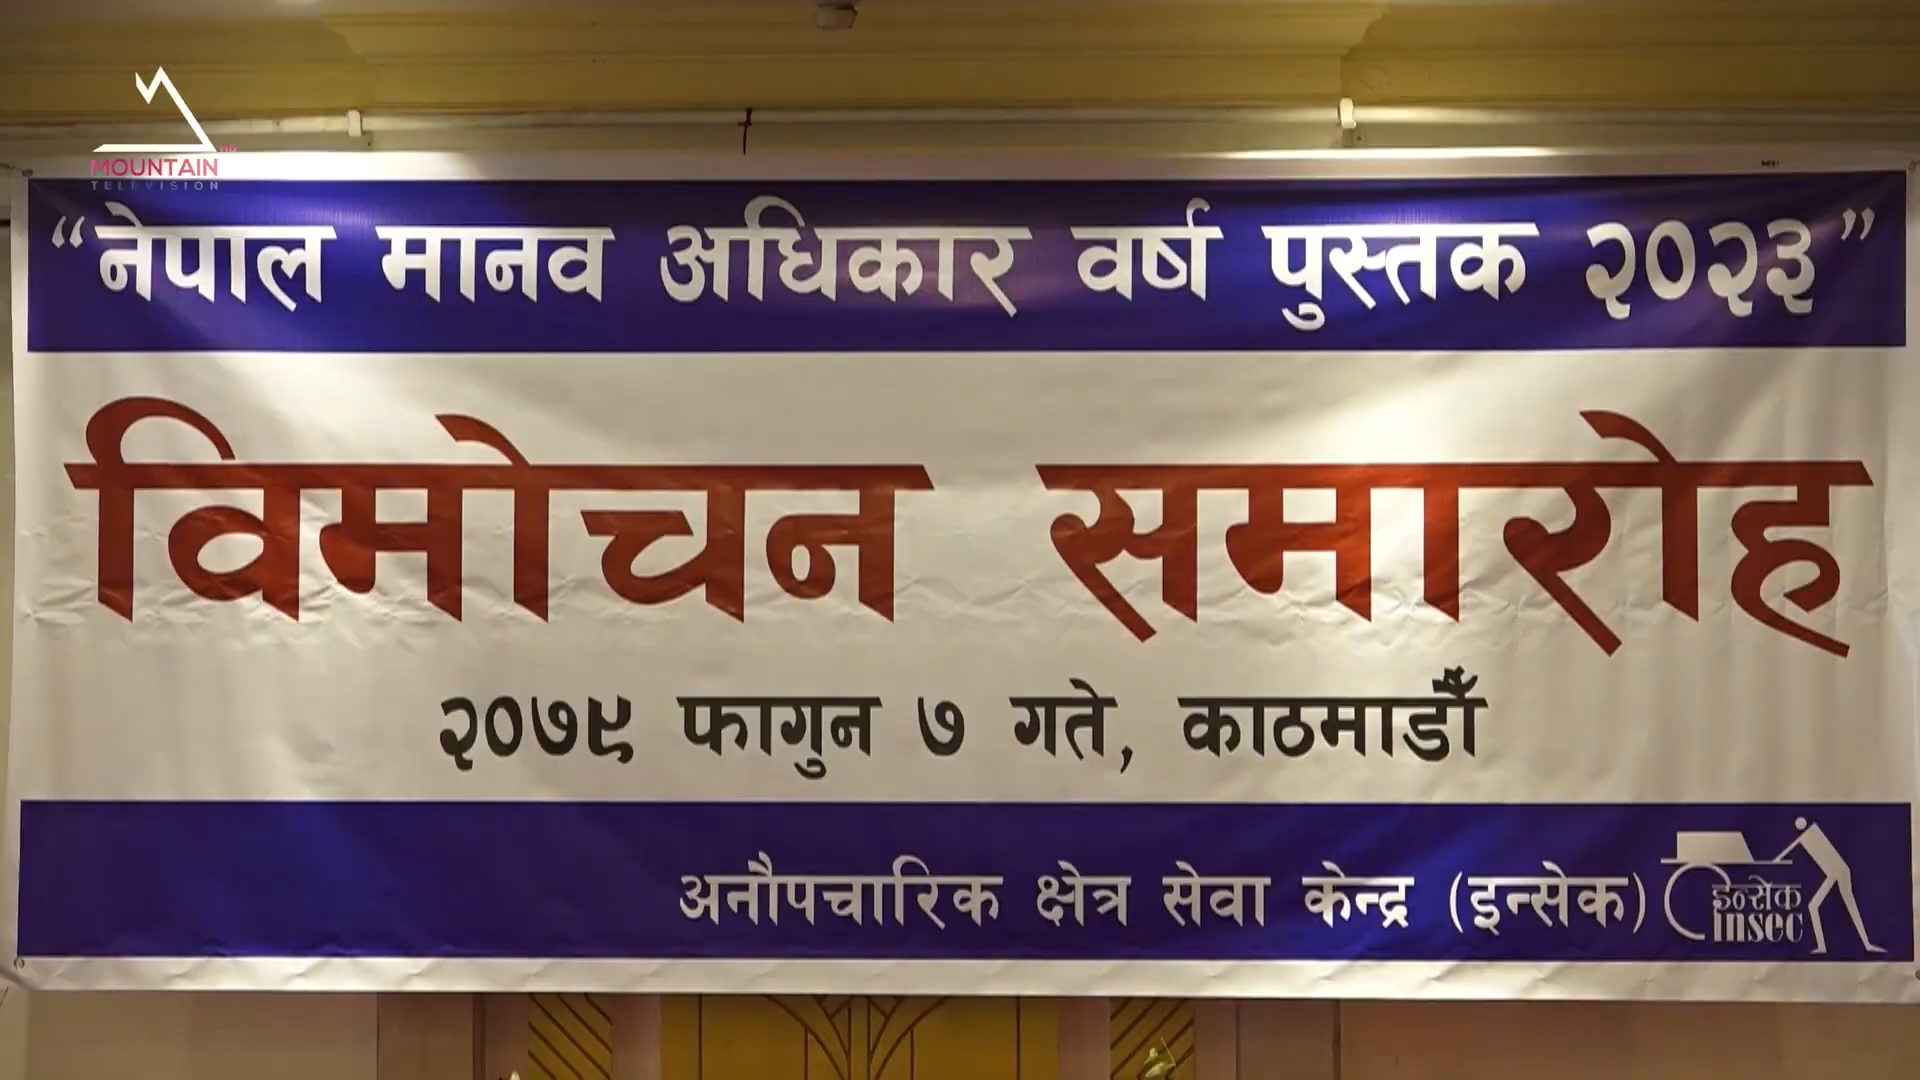 MOUNTAIN
TELEVISION
“नेपाल मानव अधिकार वर्ष पुस्तक २०२३”
विमोचन समारोह
२०७९ फागुन ७ गते, काठमाडौँ
अनौपचारिक क्षेत्र सेवा केन्द्र (इन्सेक)
इन्सेक
insec